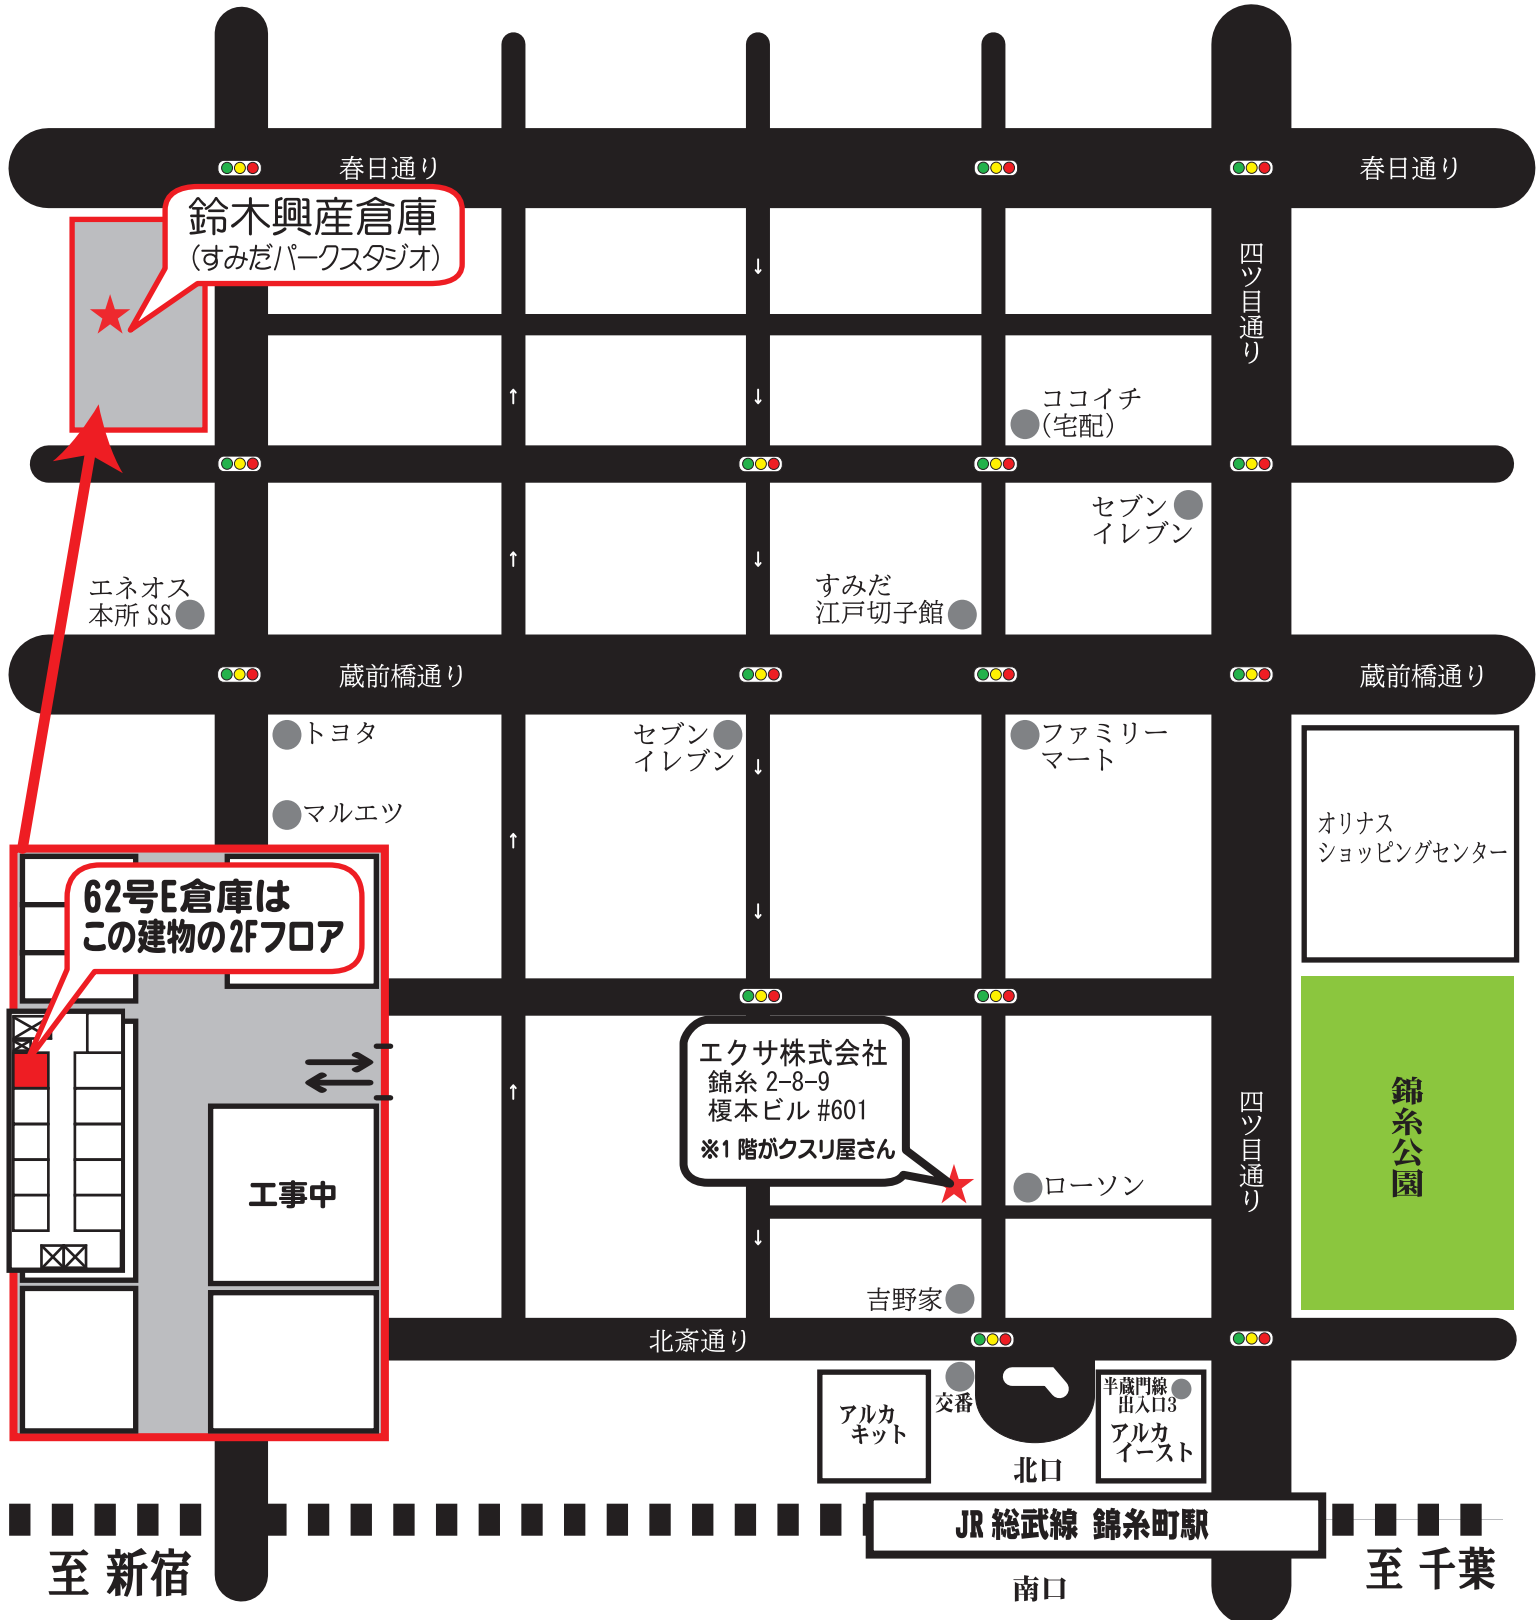 春日通り
春日通り
鈴木興産倉庫
(すみだパークスタジオ)
四ツ目通り
ココイチ
(宅配)
セブン
イレブン
エネオス
本所 SS
すみだ
江戸切子館
蔵前橋通り
蔵前橋通り
トヨタ
セブン
イレブン
ファミリー
マート
マルエツ
オリナス
ショッピングセンター
62号E倉庫は
この建物の2Fフロア
エクサ株式会社
錦糸 2-8-9
榎本ビル #601
※1 階がクスリ屋さん
四ツ目通り
錦糸公園
工事中
ローソン
吉野家
北斎通り
交番
アルカ
キット
半蔵門線
出入口3
アルカ
イースト
北口
JR 総武線 錦糸町駅
至 新宿
至 千葉
南口